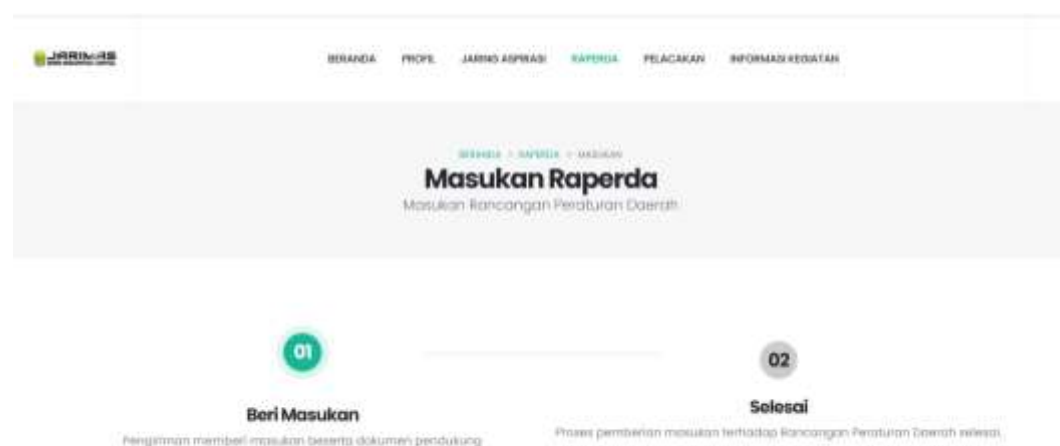 JARIMAS
BERANDA PROFIL JARING ASPIRASI RAPERDA PELACAKAN INFORMASI KEGIATAN
BERANDA > RAPERDA > MASUKAN
Masukan Raperda
Masukan Rancangan Peraturan Daerah
01
02
Beri Masukan
Selesai
Pengiriman memberi masukan beserta dokumen pendukung
Proses pemberian masukan terhadap Rancangan Peraturan Daerah selesai.